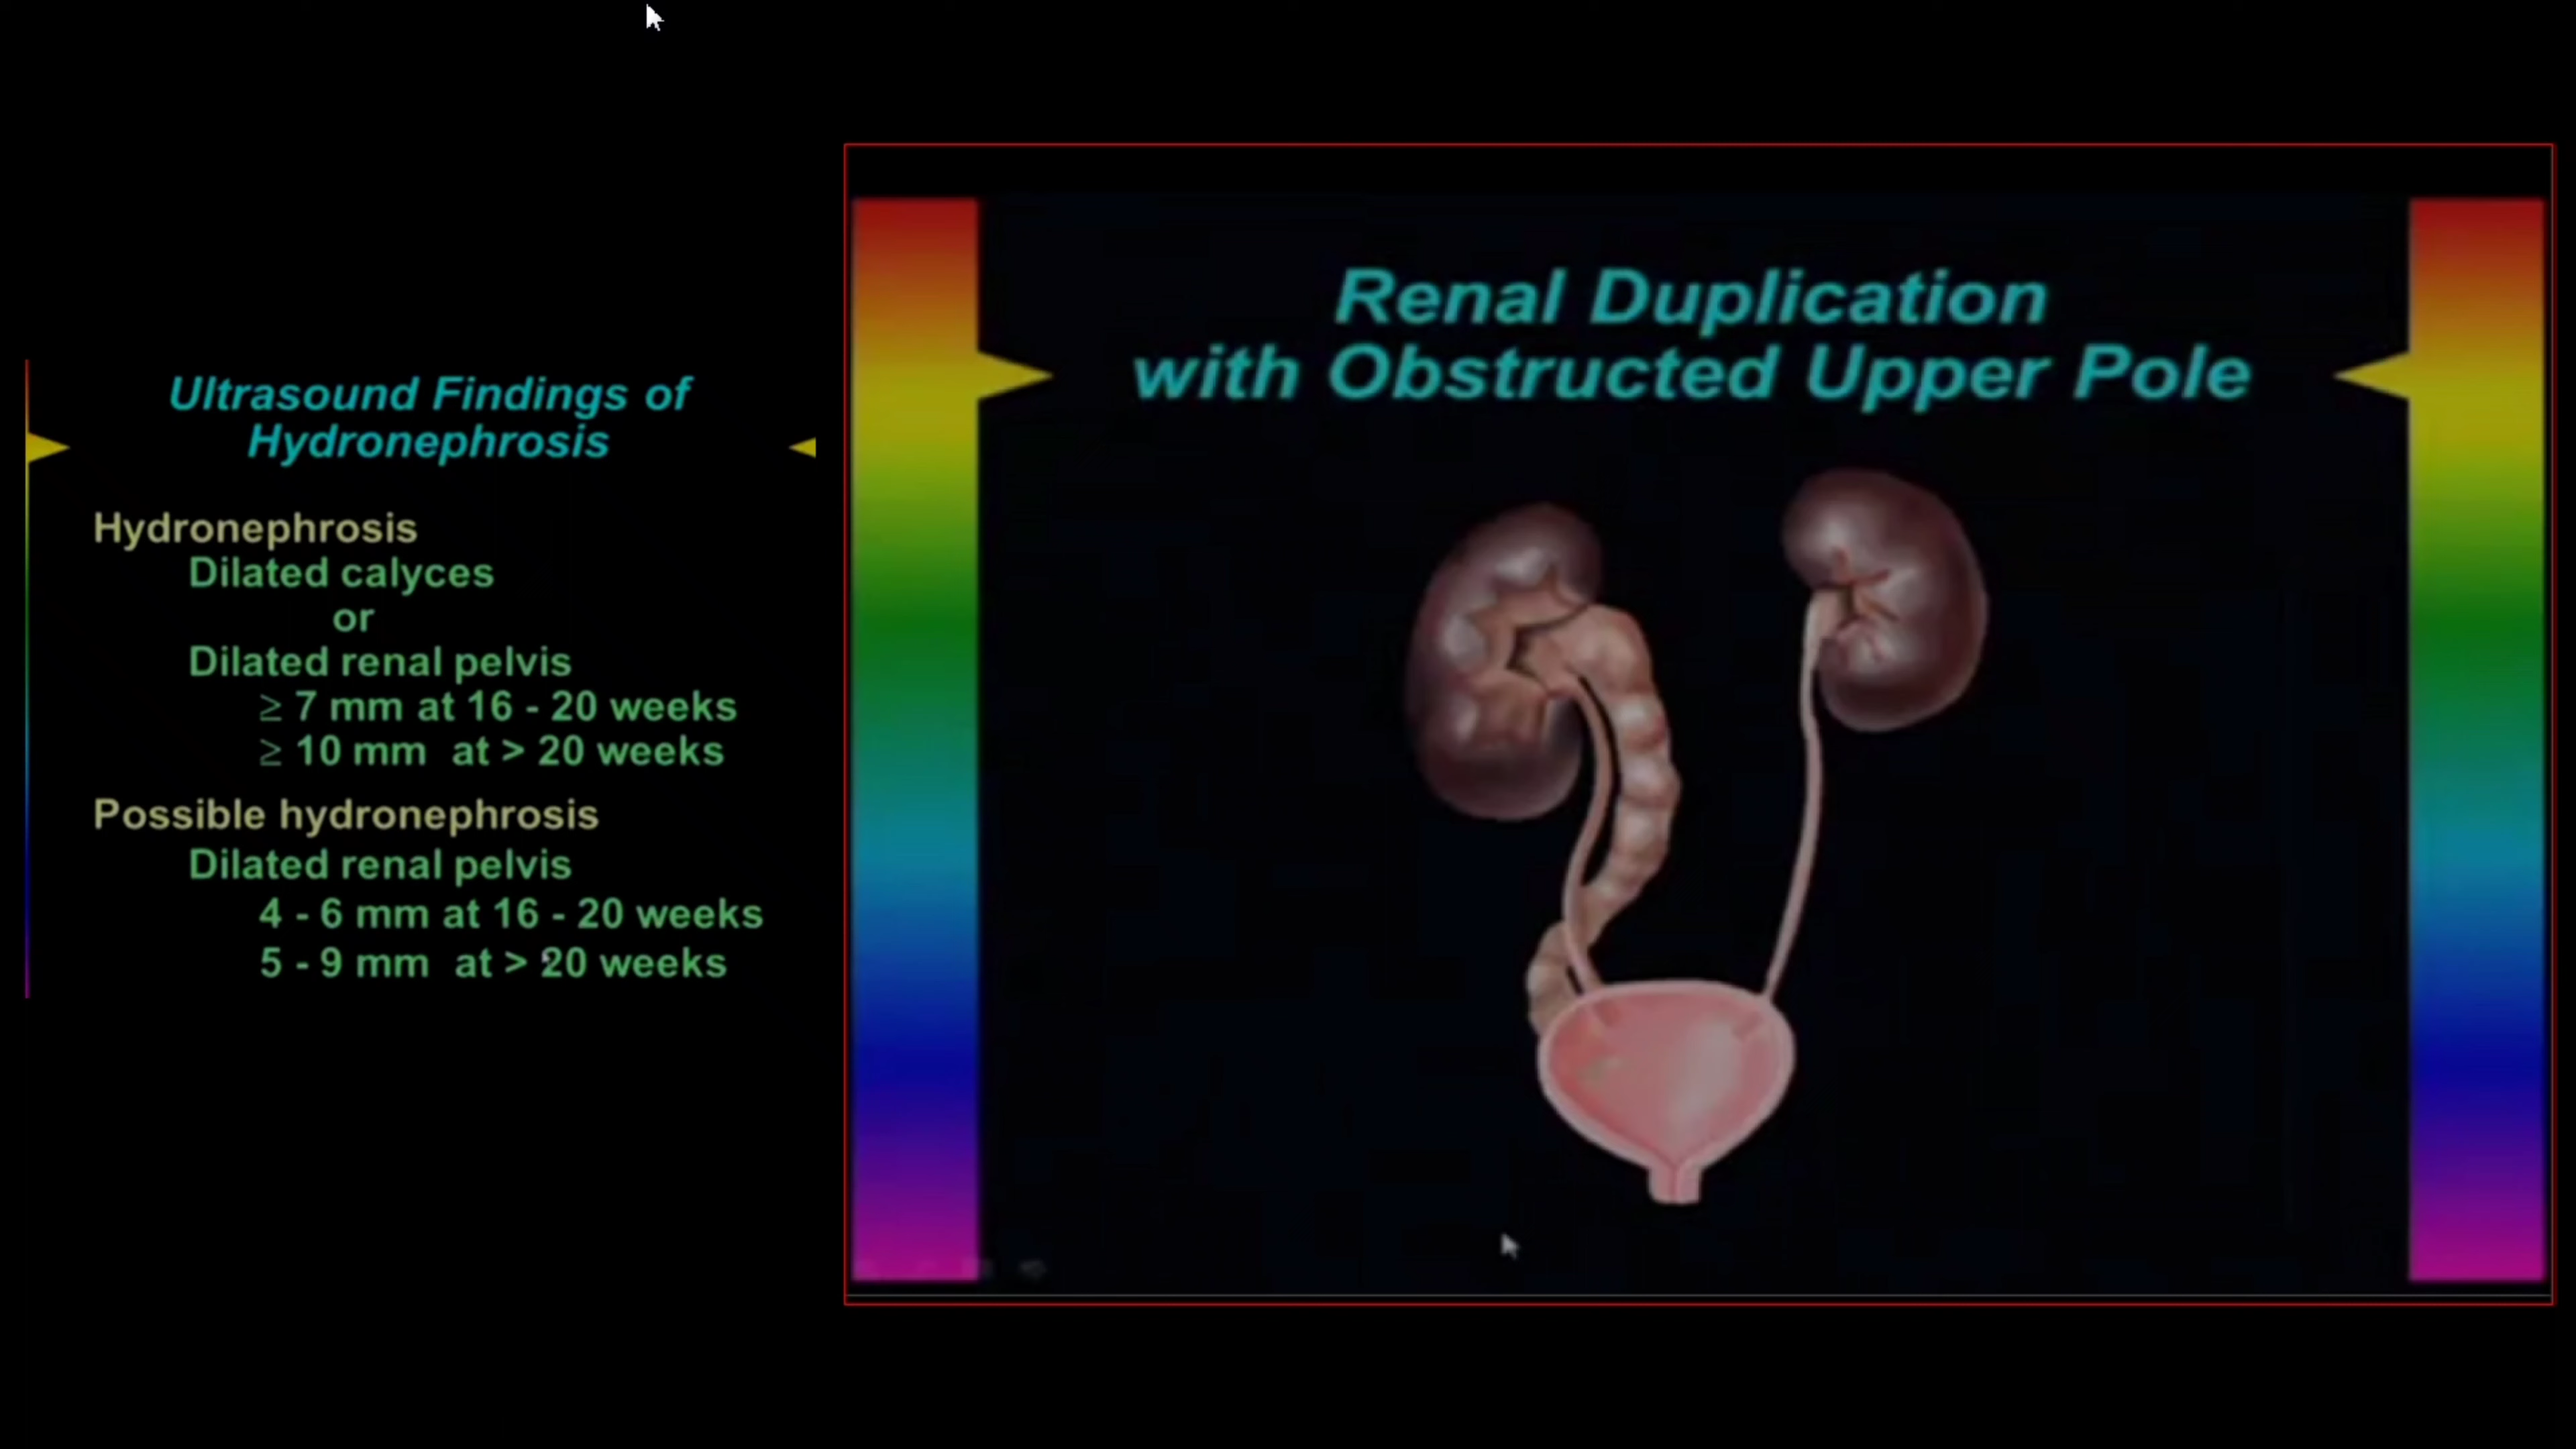 Ultrasound Findings of
Hydronephrosis
Hydronephrosis
Dilated calyces
or
Dilated renal pelvis
≥ 7 mm at 16 - 20 weeks
≥ 10 mm at > 20 weeks
Possible hydronephrosis
Dilated renal pelvis
4 - 6 mm at 16 - 20 weeks
5 - 9 mm at > 20 weeks
Renal Duplication
with Obstructed Upper Pole